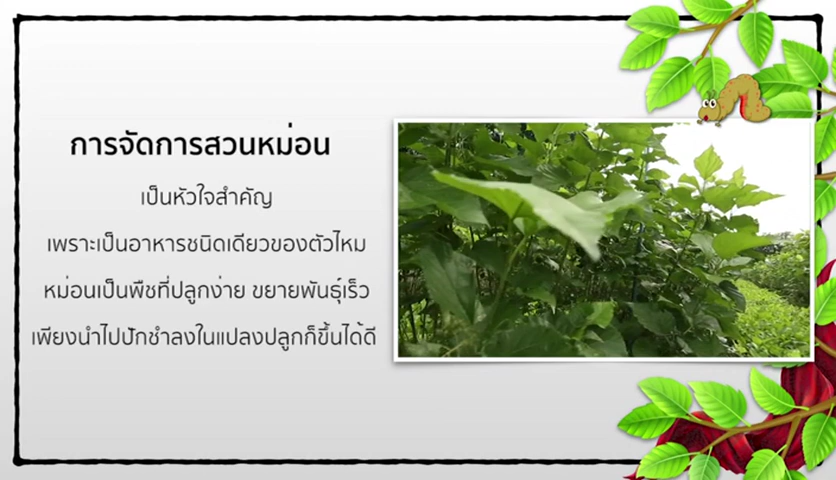 การจัดการสวนหม่อน
เป็นหัวใจสำคัญ
เพราะเป็นอาหารชนิดเดียวของตัวไหม
หม่อนเป็นพืชที่ปลูกง่าย ขยายพันธุ์เร็ว
เพียงนำไปปักชำลงในแปลงปลูกก็ขึ้นได้ดี